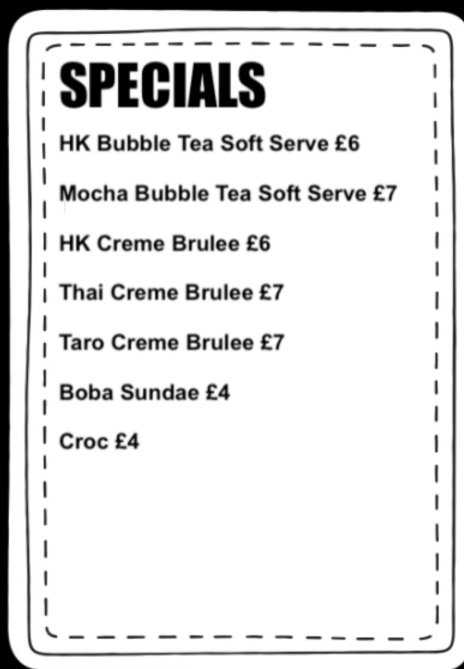 SPECIALS
HK Bubble Tea Soft Serve £6
Mocha Bubble Tea Soft Serve £7
HK Creme Brulee £6
Thai Creme Brulee £7
Taro Creme Brulee £7
Boba Sundae £4
Croc £4